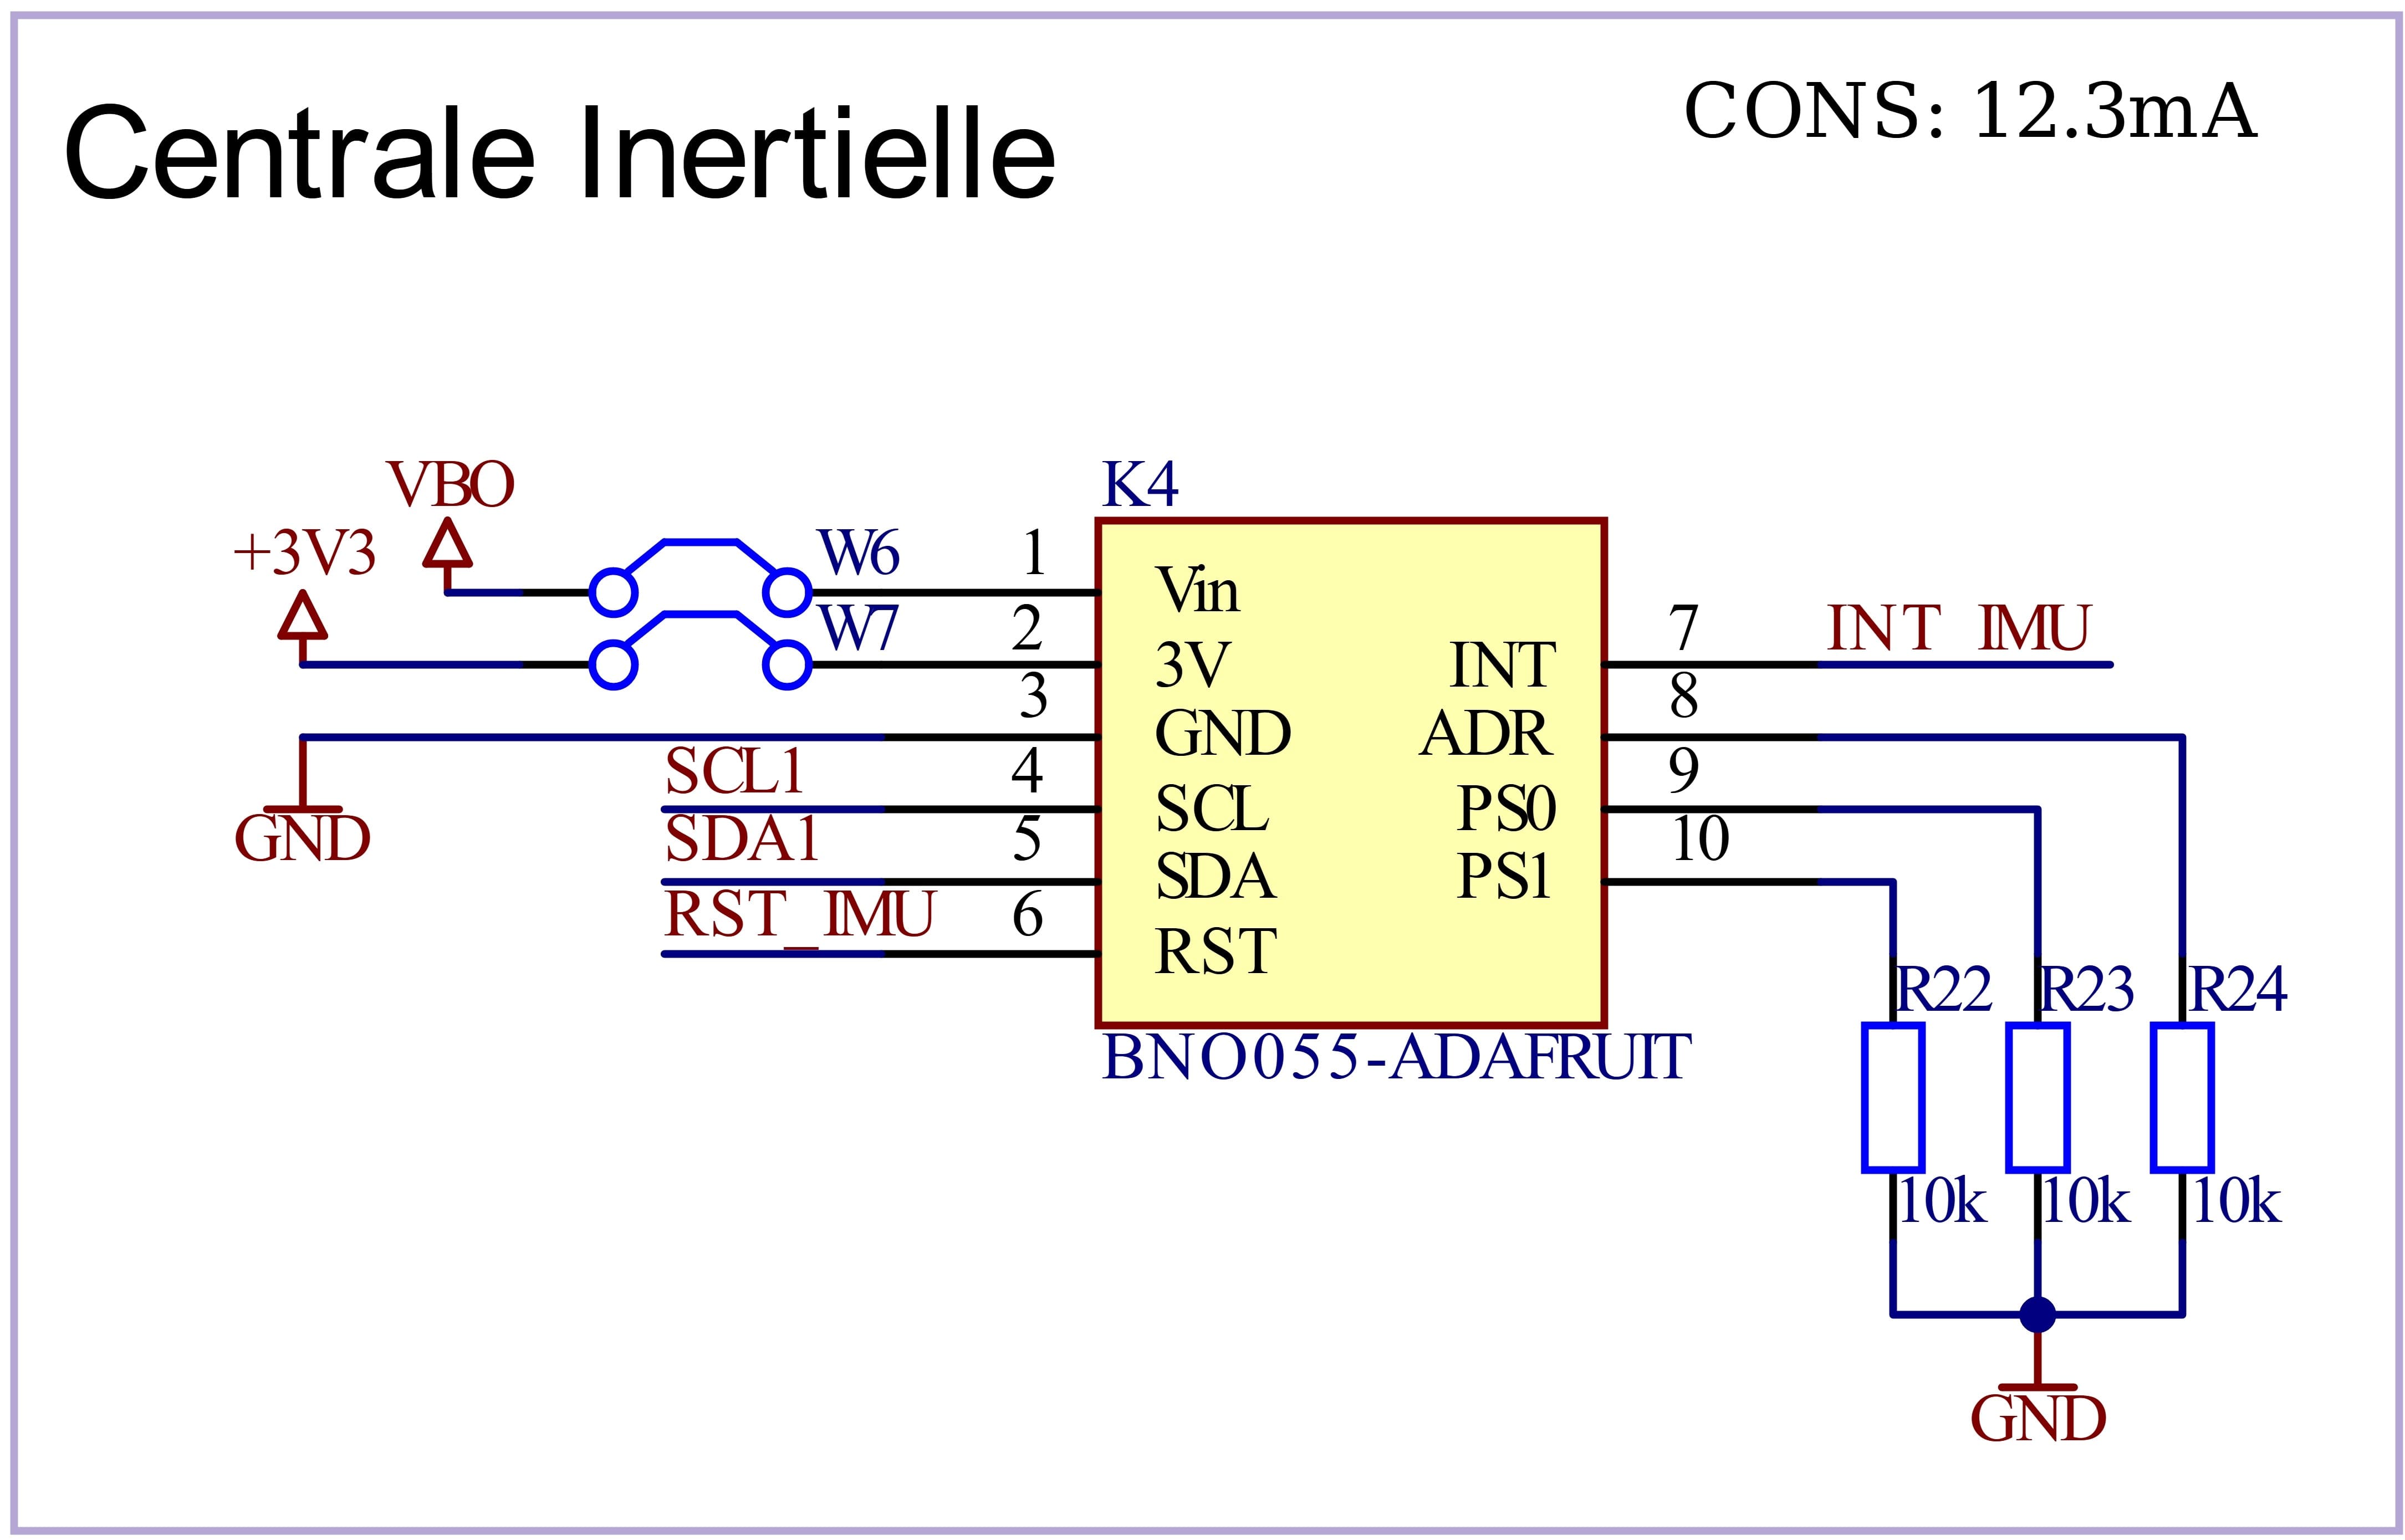 Centrale Inertielle
CONS: 12.3mA
VBO
+3V3
W6
W7
K4
1
2
3
4
5
6
Vin
3V
GND
SCL
SDA
RST
INT
ADR
PS0
PS1
7
8
9
10
INT IMU
GND
SCL1
SDA1
RST_IMU
BNO055-ADAFRUIT
R22
R23
R24
10k
10k
10k
GND